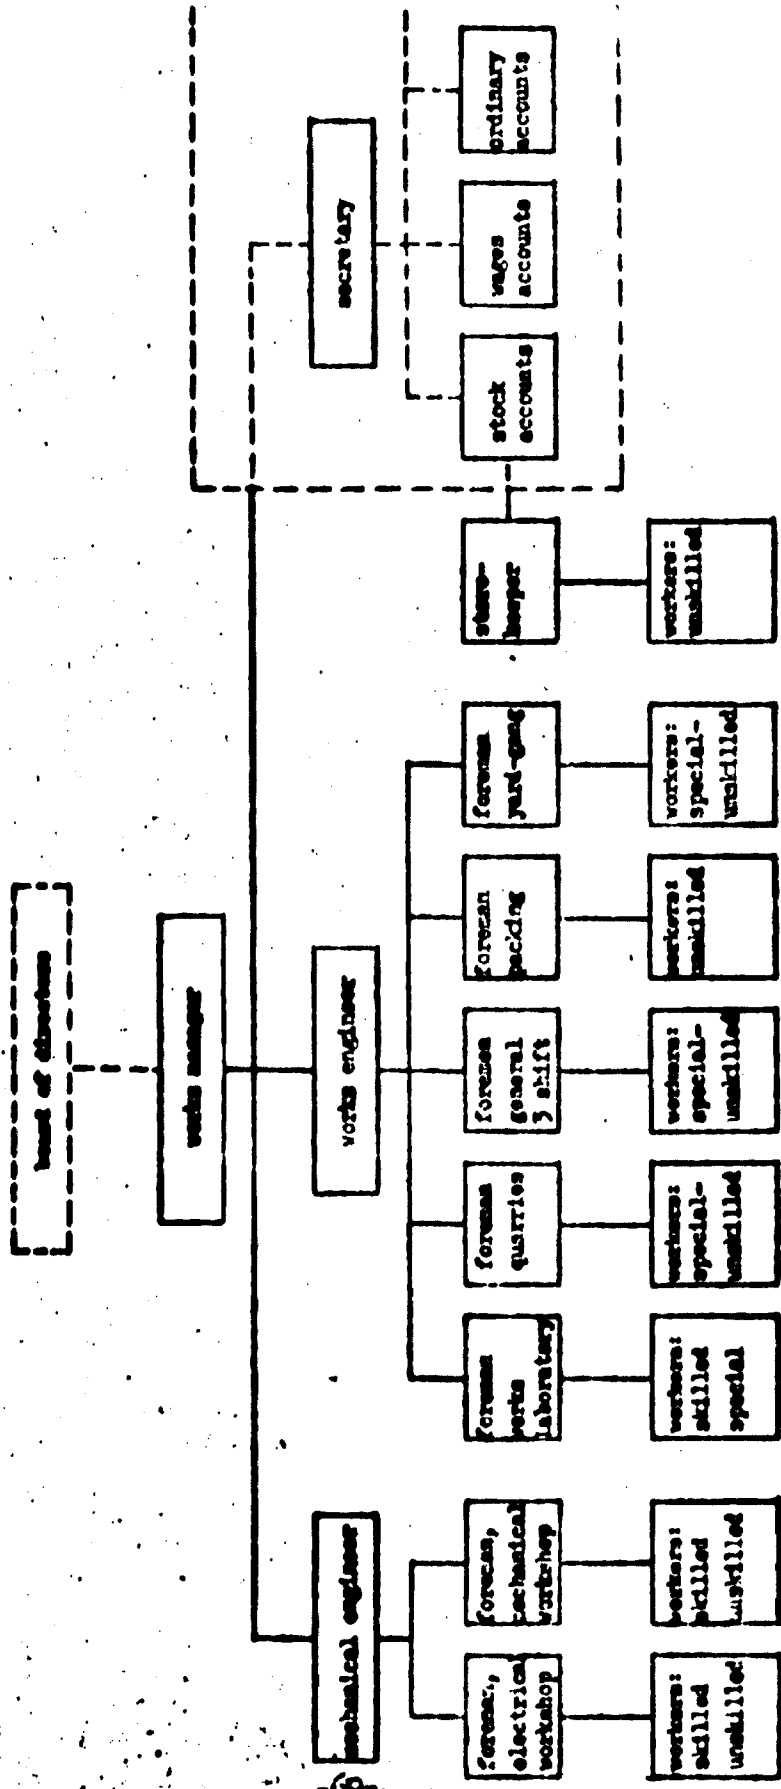 board of directors
works manager
mechanical engineer
works engineer
secretary
foreman,
electrical
workshop
foreman,
mechanical
workshop
foreman
works
laboratory
foreman
quarries
foremen
general
3 shift
foreman
packing
foreman
yard-gang
store-
keeper
stock
accounts
wages
accounts
ordinary
accounts
workers:
skilled
unskilled
workers:
skilled
unskilled
workers:
skilled
special
workers:
special-
unskilled
workers:
special-
unskilled
workers:
unskilled
workers:
special-
unskilled
workers:
unskilled